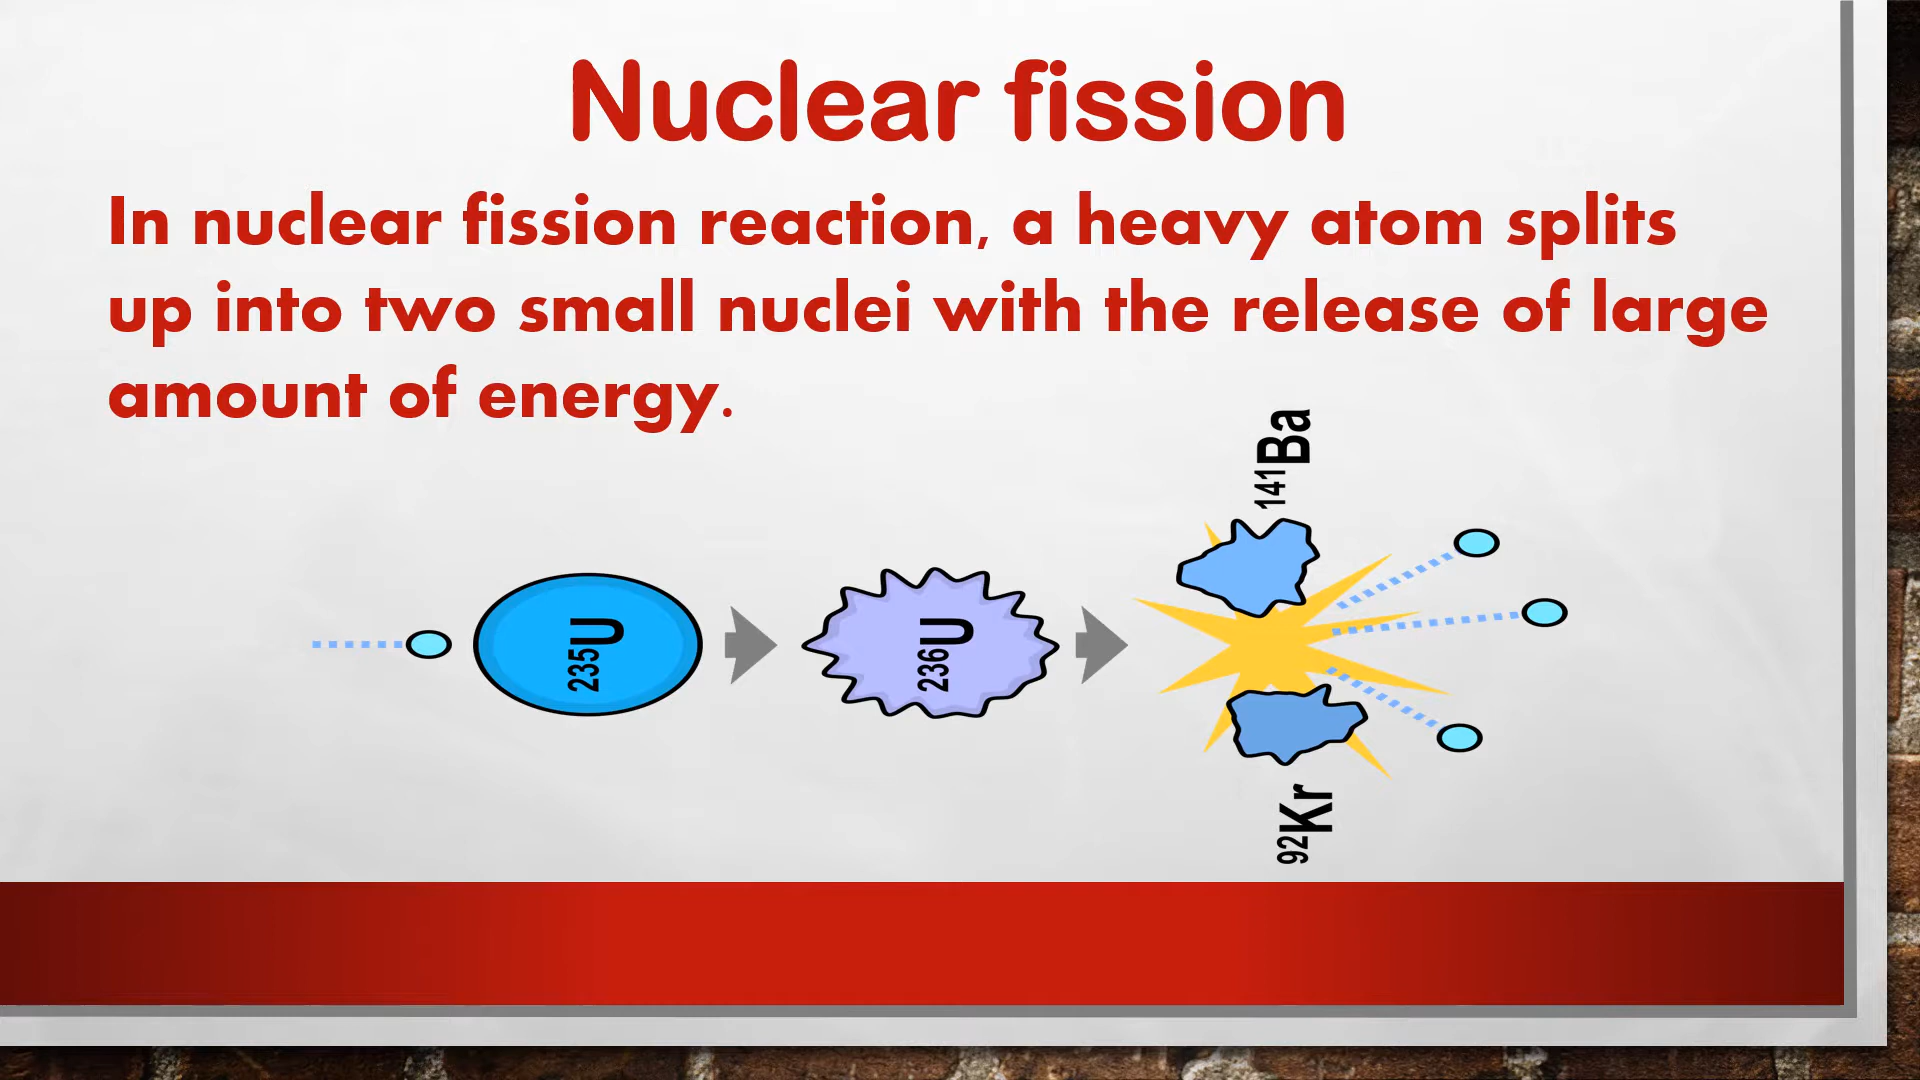 Nuclear fission
In nuclear fission reaction, a heavy atom splits
up into two small nuclei with the release of large
amount of energy.
141Ba
235U
236U
92Kr